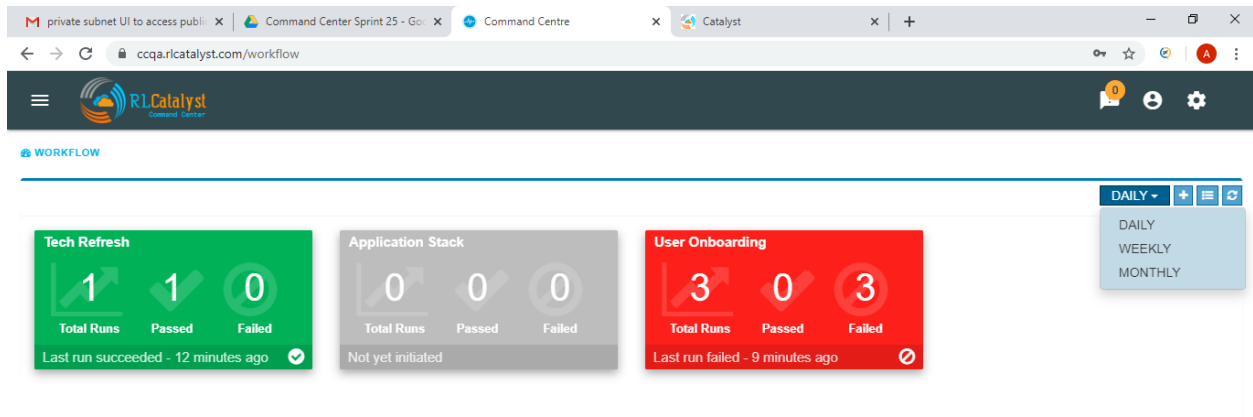 private subnet UI to access publi
Command Center Sprint 25 - Goo
Command Centre
Catalyst
ccqa.rlcatalyst.com/workflow
A
RLCatalyst
Command Center
0
WORKFLOW
DAILY
DAILY
WEEKLY
MONTHLY
Tech Refresh
1 1 0
Total Runs Passed Failed
Last run succeeded - 12 minutes ago
Application Stack
0 0 0
Total Runs Passed Failed
Not yet initiated
User Onboarding
3 0 3
Total Runs Passed Failed
Last run failed - 9 minutes ago